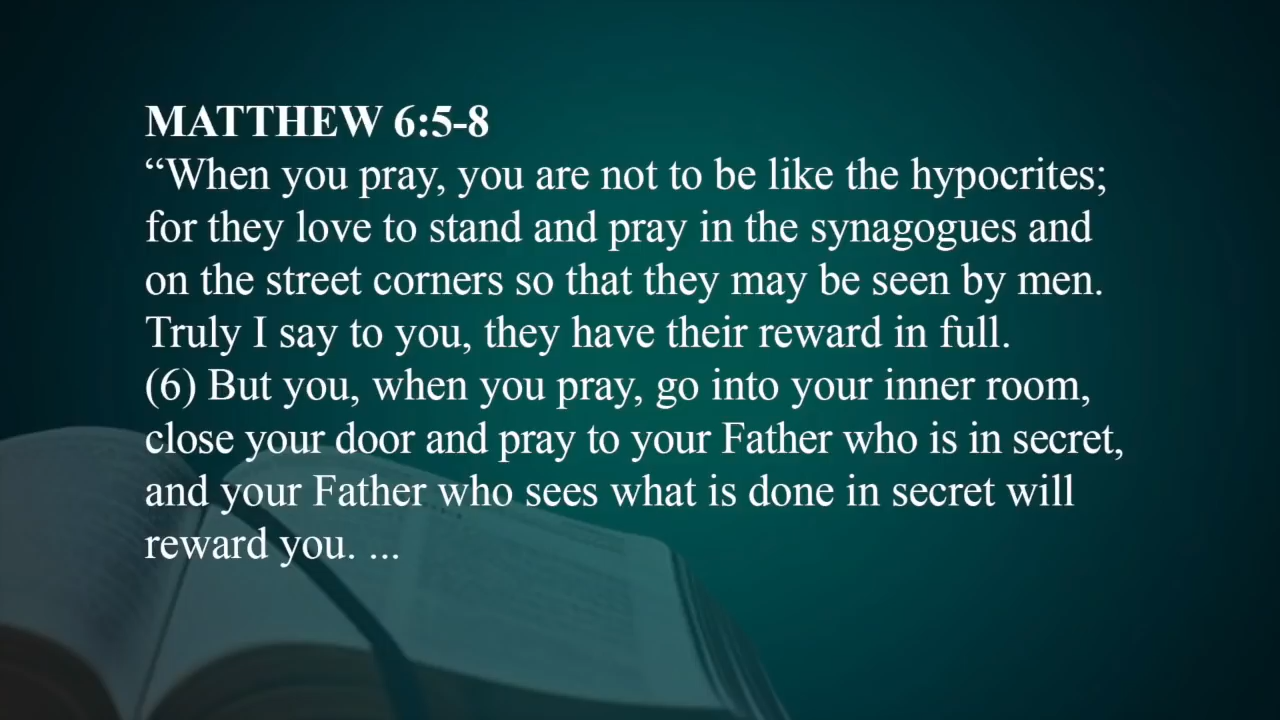 MATTHEW 6:5-8
“When you pray, you are not to be like the hypocrites;
for they love to stand and pray in the synagogues and
on the street corners so that they may be seen by men.
Truly I say to you, they have their reward in full.
(6) But you, when you pray, go into your inner room,
close your door and pray to your Father who is in secret,
and your Father who sees what is done in secret will
reward you. ...